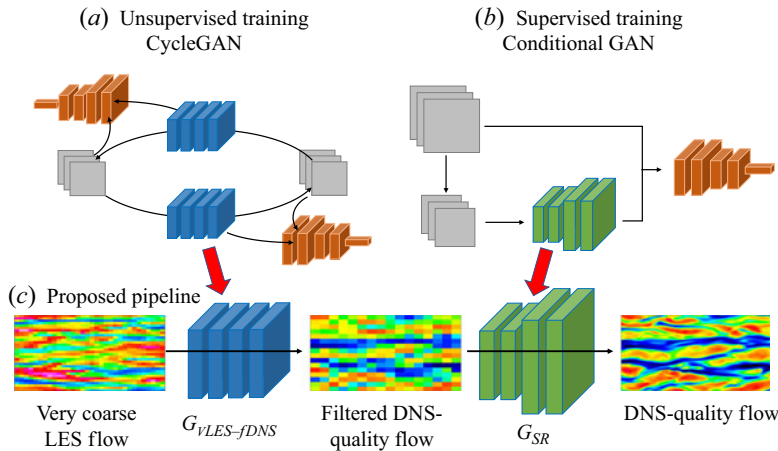 (a) Unsupervised training
CycleGAN
(b) Supervised training
Conditional GAN
(c) Proposed pipeline
Very coarse
LES flow
G_VLES–fDNS
Filtered DNS-
quality flow
G_SR
DNS-quality flow